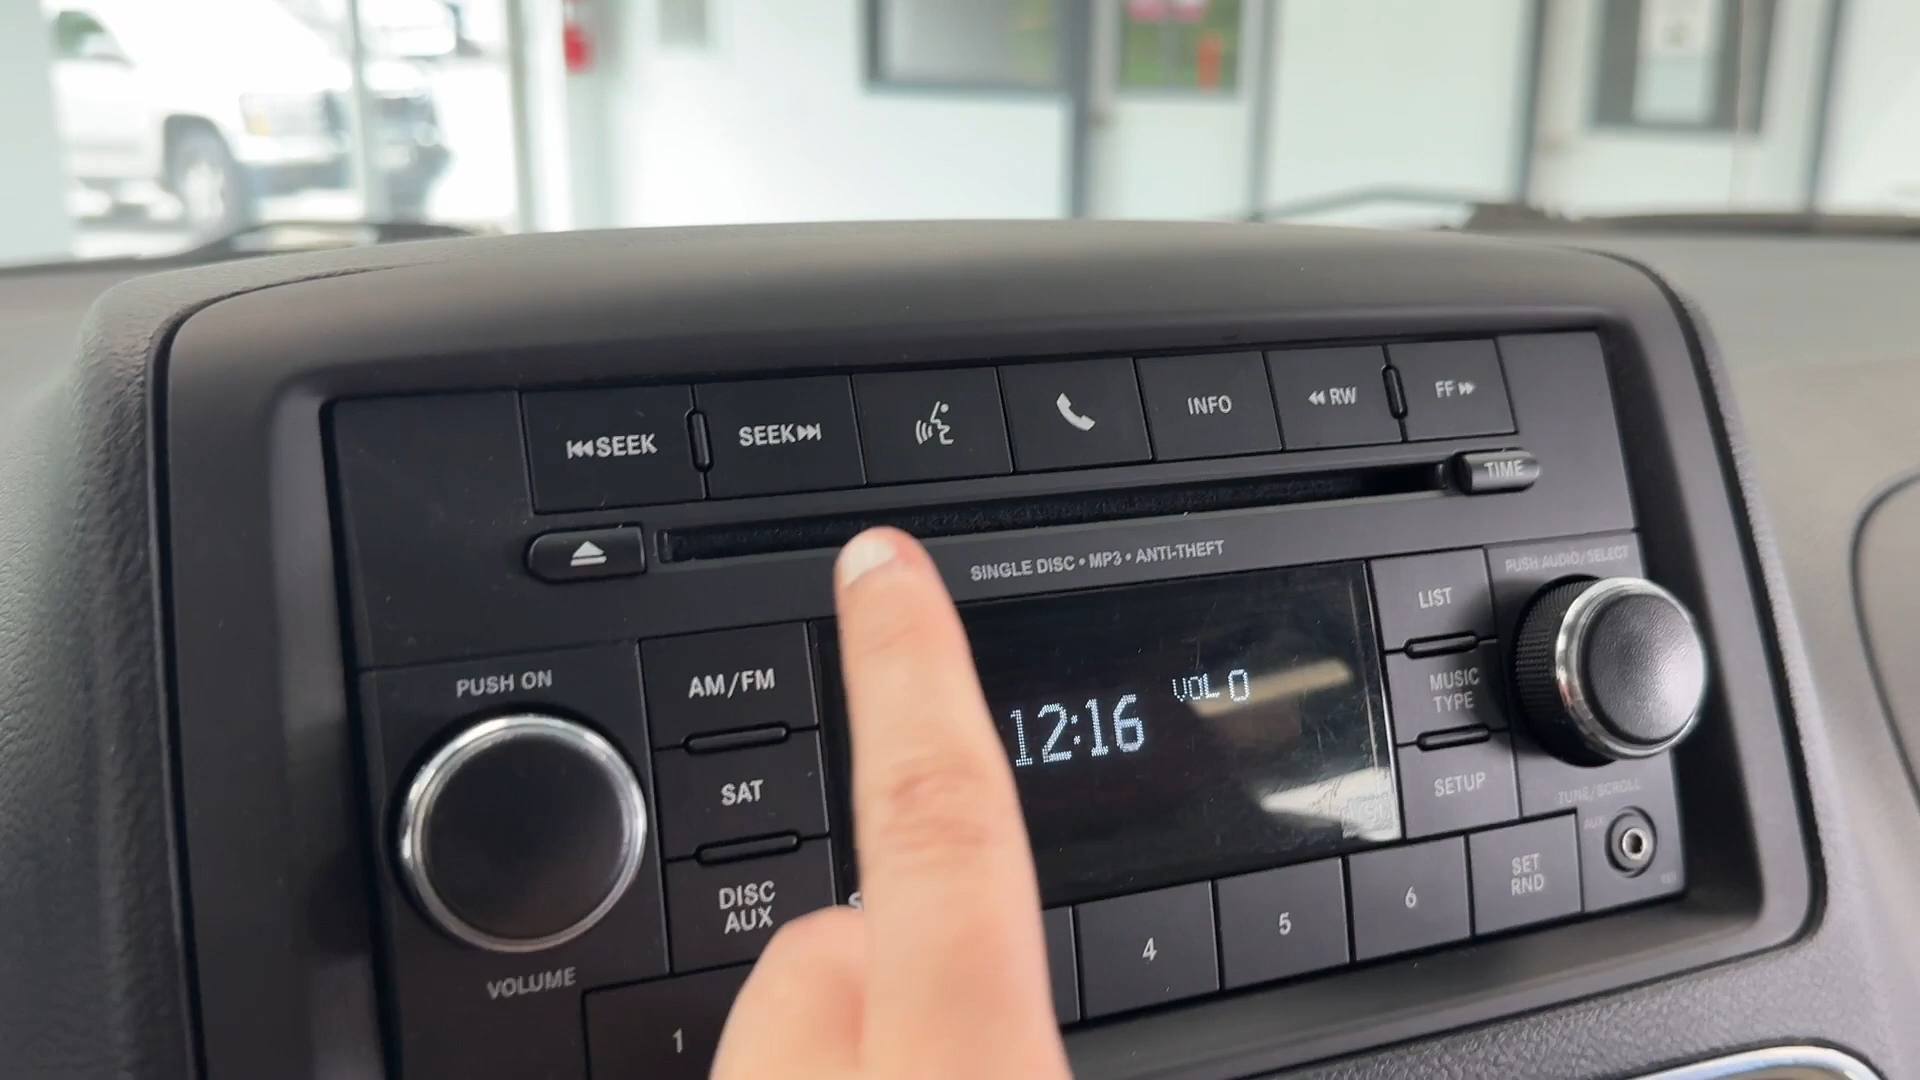 SEEK
SEEK
INFO
RW
FF
TIME
SINGLE DISC • MP3 • ANTI-THEFT
PUSH AUDIO/SELECT
LIST
PUSH ON
AM/FM
12:16
VOL 0
MUSIC
TYPE
SAT
SETUP
TUNE/SCROLL
AUX
DISC
AUX
SET
RND
VOLUME
1
4
5
6